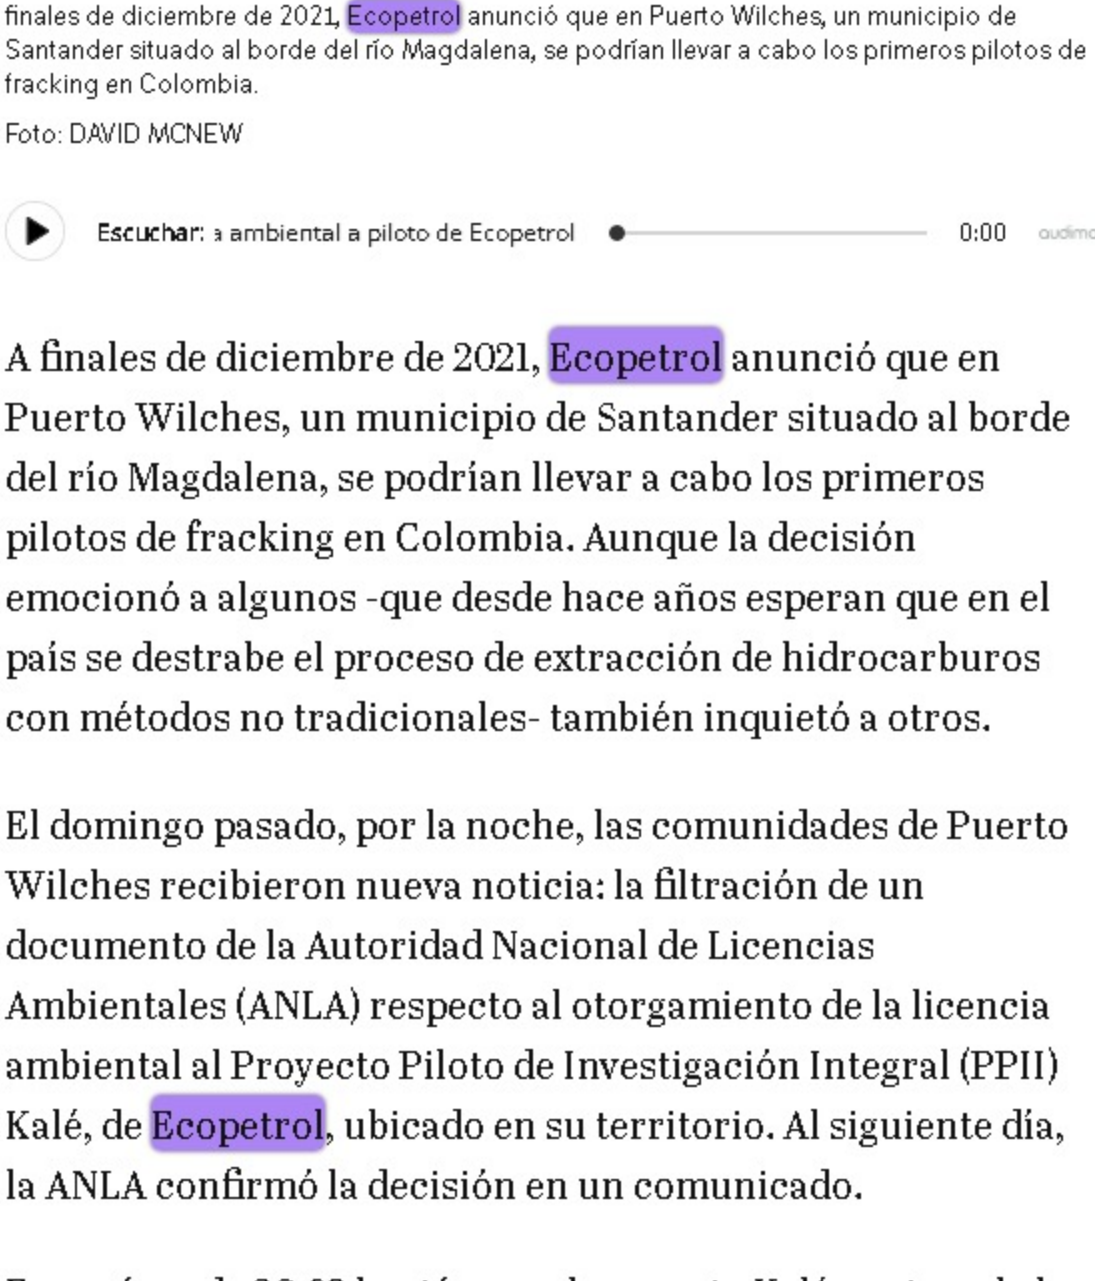 finales de diciembre de 2021, Ecopetrol anunció que en Puerto Wilches, un municipio de
Santander situado al borde del río Magdalena, se podrían llevar a cabo los primeros pilotos de
fracking en Colombia.
Foto: DAVID MCNEW
Escuchar: a ambiental a piloto de Ecopetrol 0:00
A finales de diciembre de 2021, Ecopetrol anunció que en
Puerto Wilches, un municipio de Santander situado al borde
del río Magdalena, se podrían llevar a cabo los primeros
pilotos de fracking en Colombia. Aunque la decisión
emocionó a algunos -que desde hace años esperan que en el
país se destrabe el proceso de extracción de hidrocarburos
con métodos no tradicionales- también inquietó a otros.
El domingo pasado, por la noche, las comunidades de Puerto
Wilches recibieron nueva noticia: la filtración de un
documento de la Autoridad Nacional de Licencias
Ambientales (ANLA) respecto al otorgamiento de la licencia
ambiental al Proyecto Piloto de Investigación Integral (PPII)
Kalé, de Ecopetrol, ubicado en su territorio. Al siguiente día,
la ANLA confirmó la decisión en un comunicado.